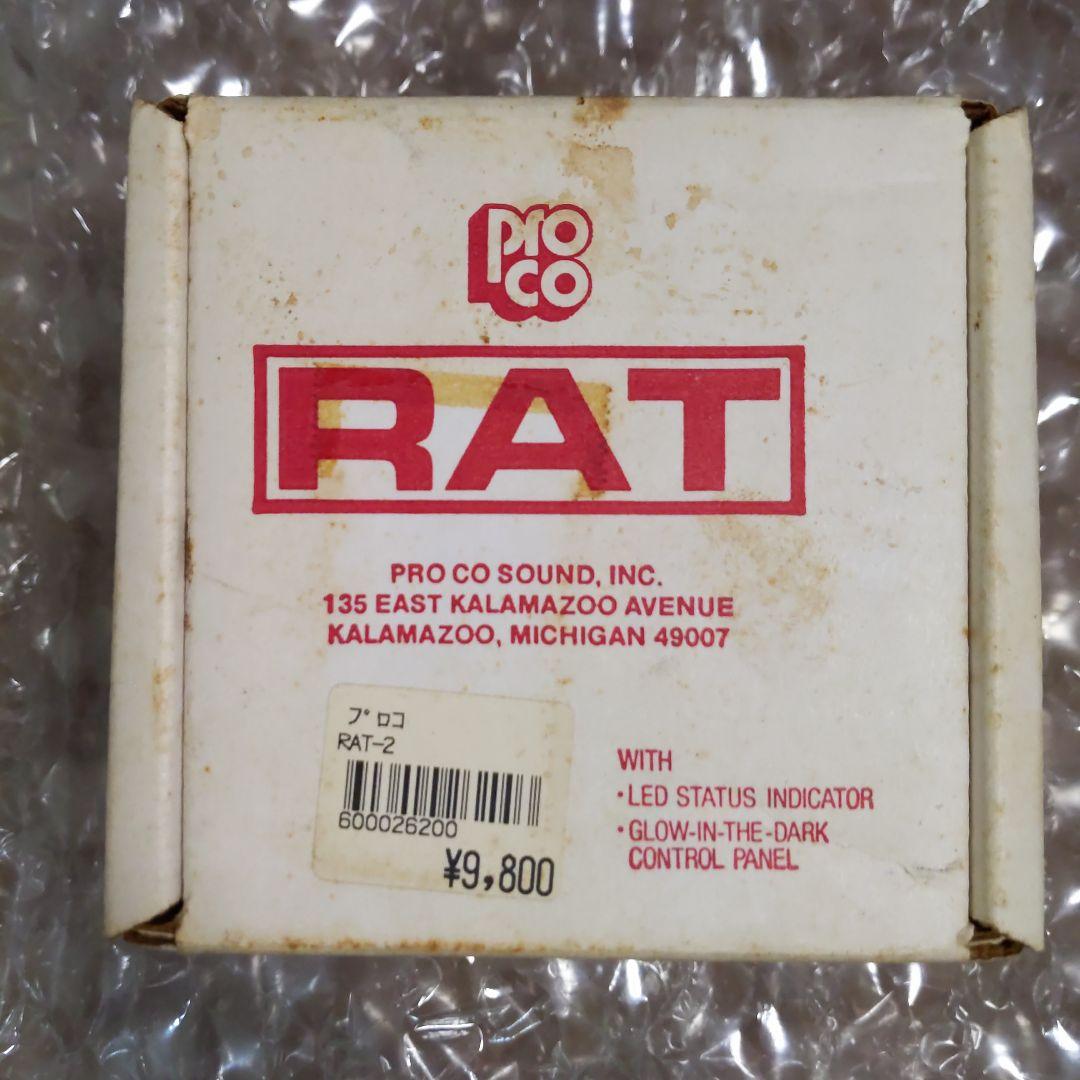 pro
co
RAT
PRO CO SOUND, INC.
135 EAST KALAMAZOO AVENUE
KALAMAZOO, MICHIGAN 49007
プロコ
RAT-2
600026200
¥9,800
WITH
・LED STATUS INDICATOR
・GLOW-IN-THE-DARK
CONTROL PANEL